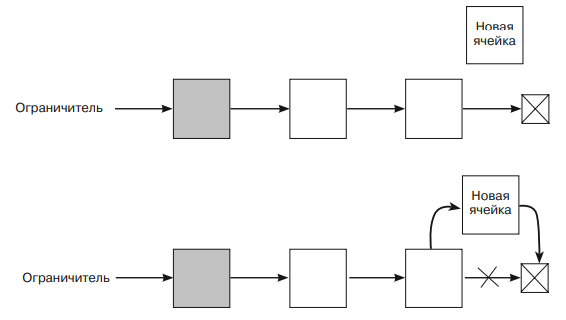 Новая
ячейка
Ограничитель
Новая
ячейка
Ограничитель